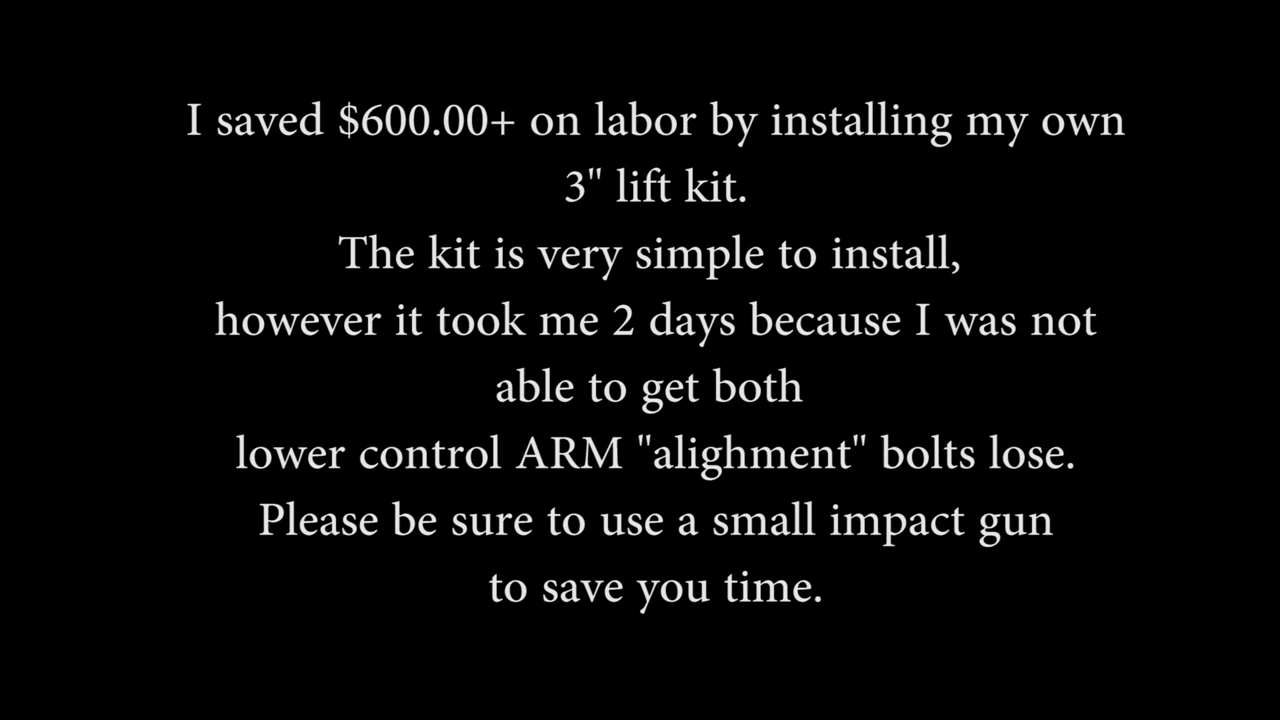 I saved $600.00+ on labor by installing my own
3" lift kit.
The kit is very simple to install,
however it took me 2 days because I was not
able to get both
lower control ARM "alighment" bolts lose.
Please be sure to use a small impact gun
to save you time.